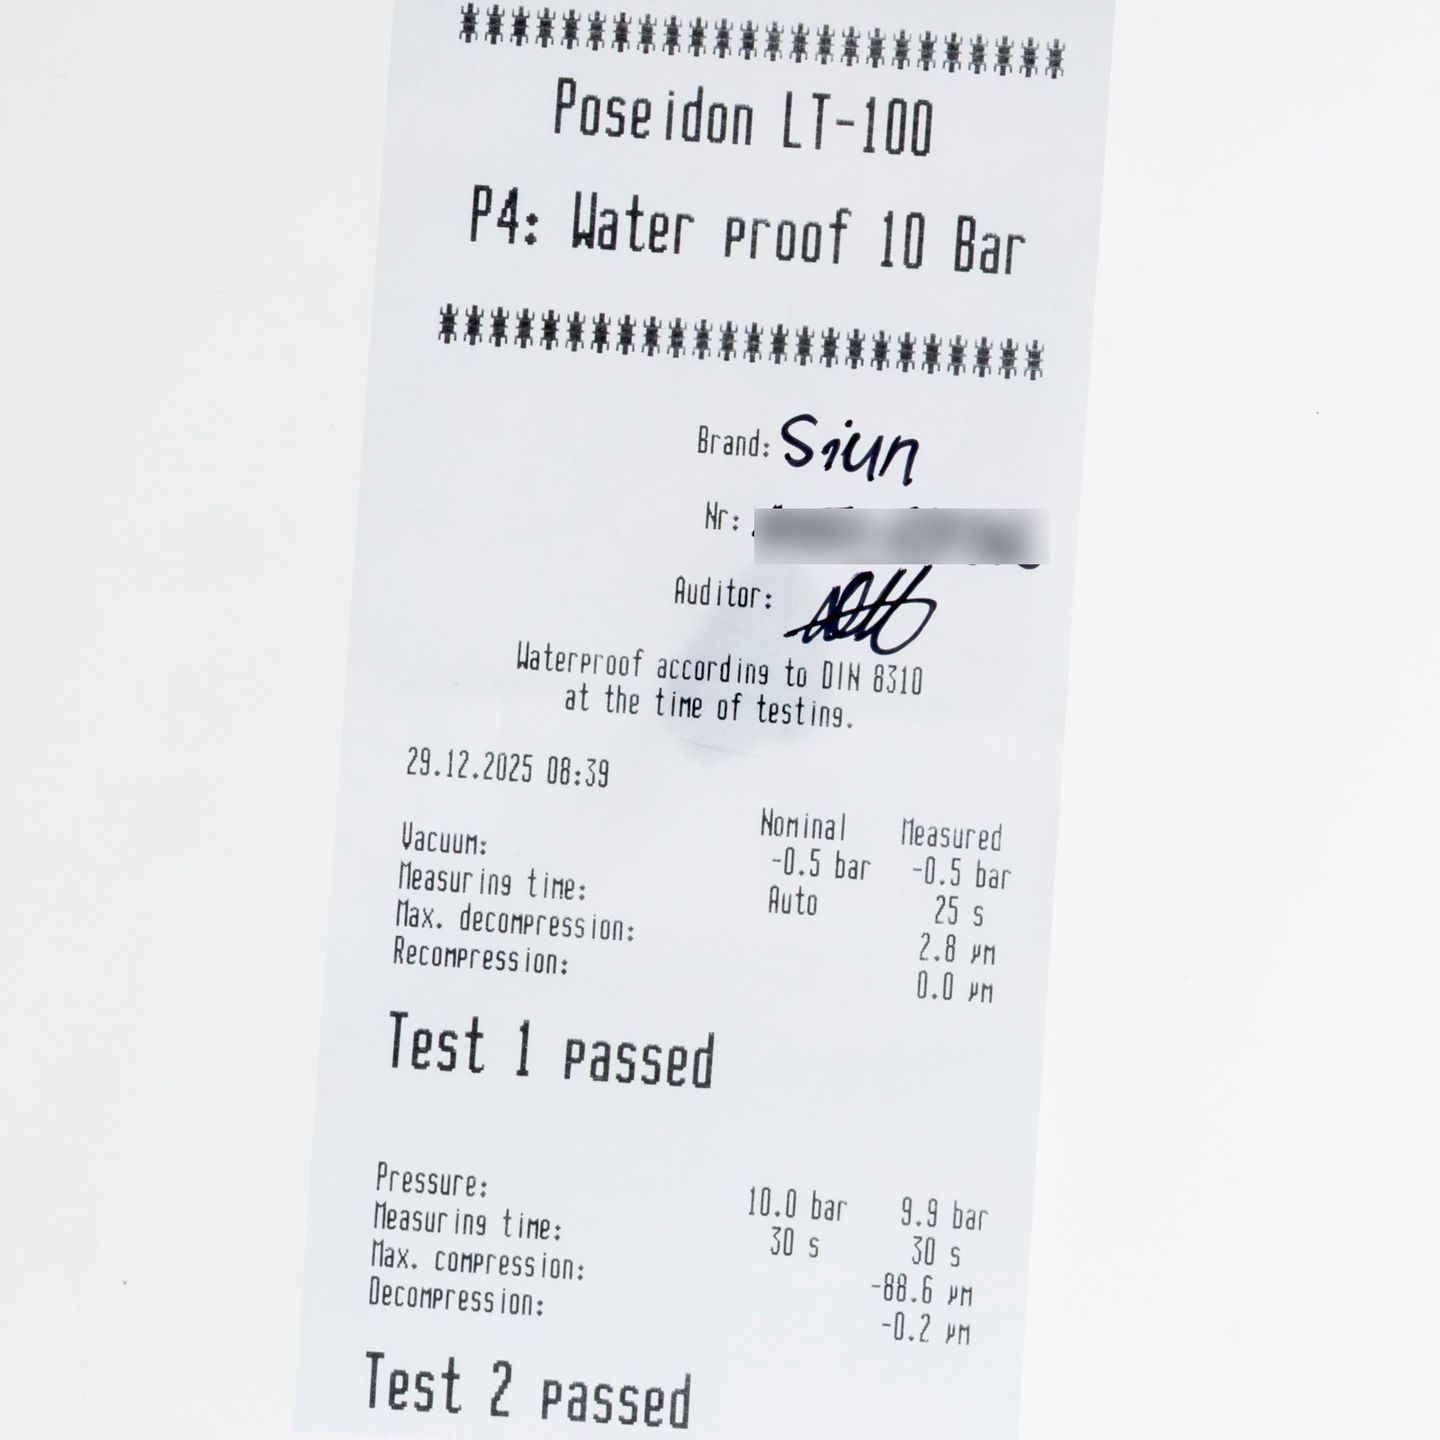 Poseidon LT-100
P4: Water proof 10 Bar
Brand: Siun
Nr:
Auditor:
Waterproof according to DIN 8310
at the time of testing.
29.12.2025 08:39
Nominal Measured
Vacuum: -0.5 bar -0.5 bar
Measuring time: Auto 25 s
Max. decompression: 2.8 µm
Recompression: 0.0 µm
Test 1 passed
Pressure: 10.0 bar 9.9 bar
Measuring time: 30 s 30 s
Max. compression: -88.6 µm
Decompression: -0.2 µm
Test 2 passed